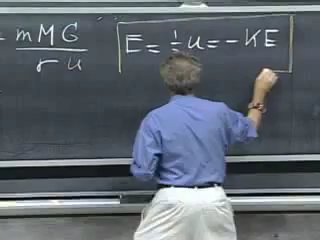 = mMG / r u
E = ½ u = -KE